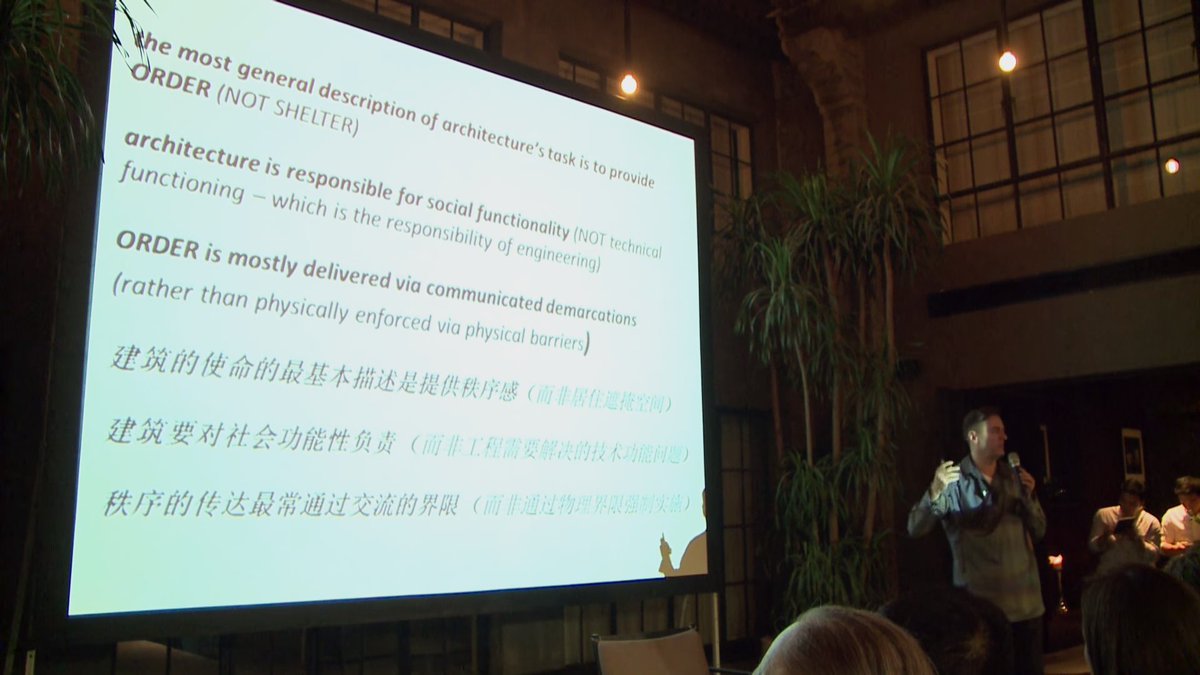 the most general description of architecture's task is to provide
ORDER (NOT SHELTER)
architecture is responsible for social functionality (NOT technical
functioning – which is the responsibility of engineering)
ORDER is mostly delivered via communicated demarcations
(rather than physically enforced via physical barriers)
建筑的使命的最基本描述是提供秩序感（而非居住遮掩空间）
建筑要对社会功能性负责（而非工程需要解决的技术功能问题）
秩序的传达最常通过交流的界限（而非通过物理界限强制实施）